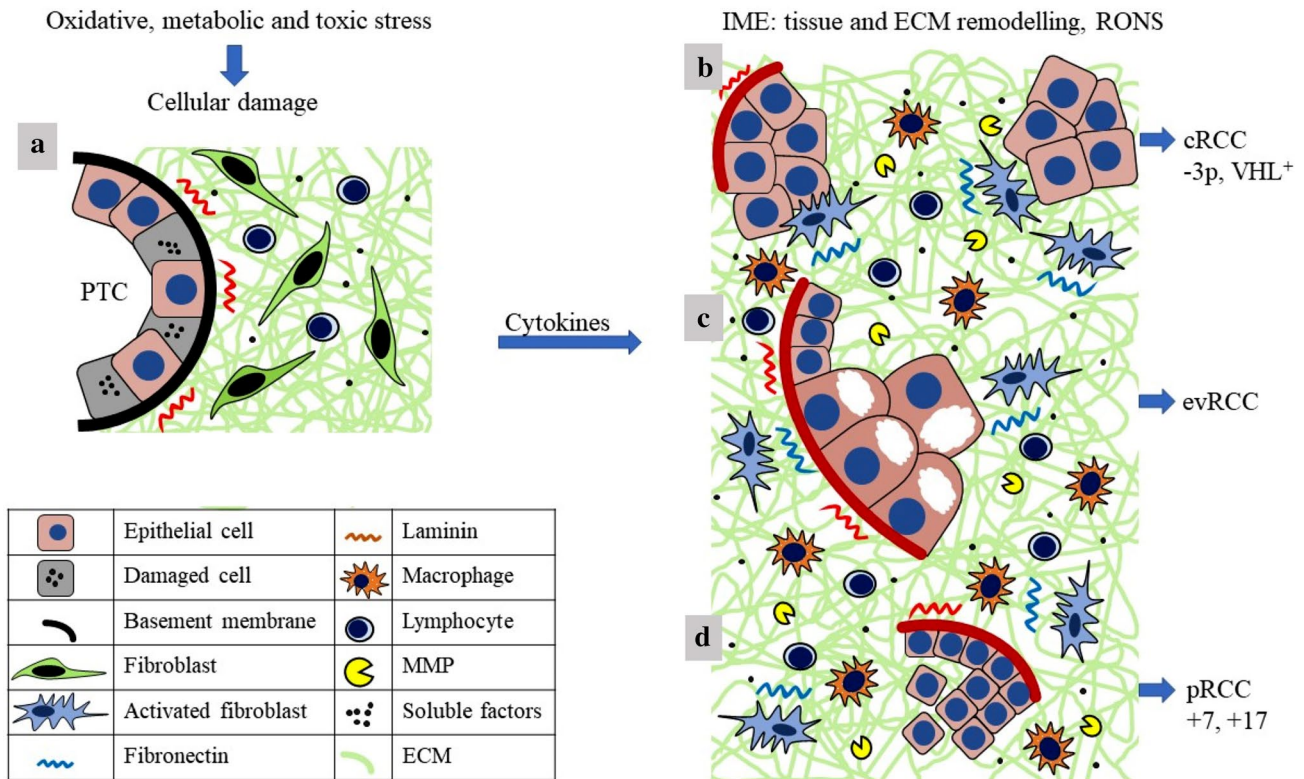 Oxidative, metabolic and toxic stress
Cellular damage
a
PTC
Cytokines
IME: tissue and ECM remodelling, RONS
b
cRCC
-3p, VHL⁺
c
evRCC
d
pRCC
+7, +17
Epithelial cell
Laminin
Damaged cell
Macrophage
Basement membrane
Lymphocyte
Fibroblast
MMP
Activated fibroblast
Soluble factors
Fibronectin
ECM